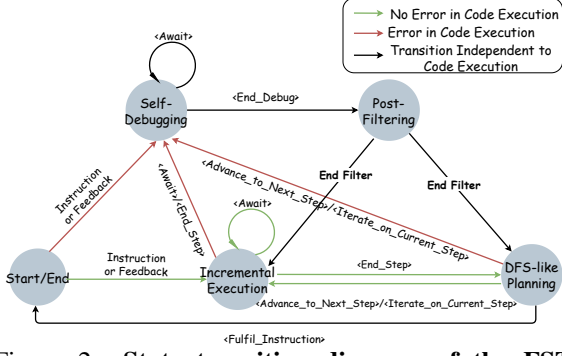 No Error in Code Execution
Error in Code Execution
Transition Independent to
Code Execution
<Await>
Self-
Debugging
<End_Debug>
Post-
Filtering
Instruction
or Feedback
<Await>/<End_Step>
<Advance_to_Next_Step>/<Iterate_on_Current_Step>
End Filter
End Filter
<Await>
Start/End
Instruction
or Feedback
Incremental
Execution
<End_Step>
DFS-like
Planning
<Advance_to_Next_Step>/<Iterate_on_Current_Step>
<Fulfil_Instruction>